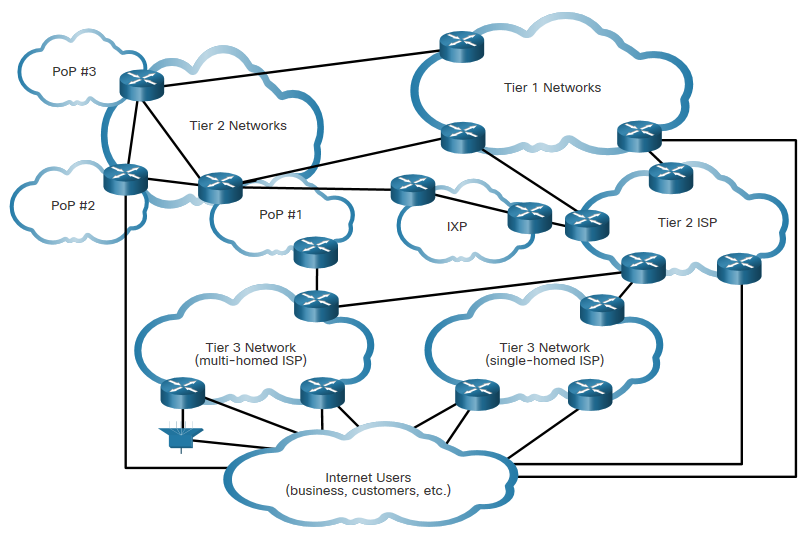 PoP #3
Tier 1 Networks
Tier 2 Networks
PoP #2
PoP #1
IXP
Tier 2 ISP
Tier 3 Network
(multi-homed ISP)
Tier 3 Network
(single-homed ISP)
Internet Users
(business, customers, etc.)